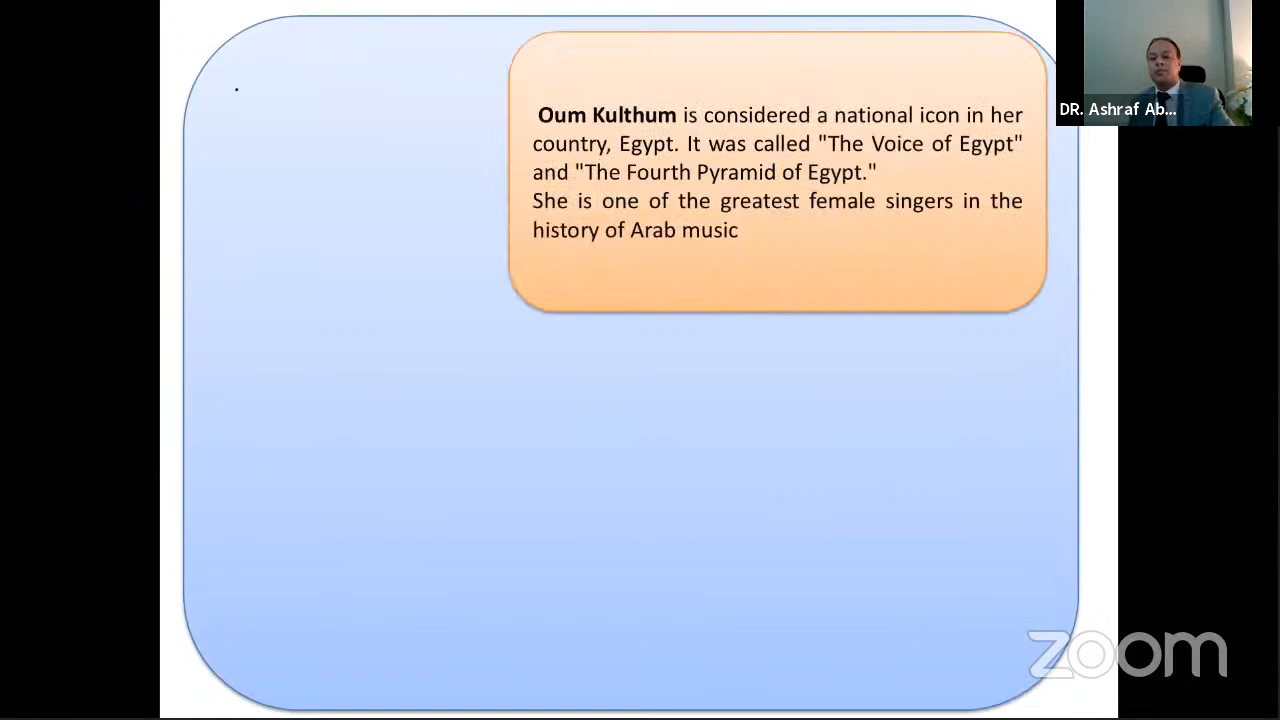 Oum Kulthum is considered a national icon in her
country, Egypt. It was called "The Voice of Egypt"
and "The Fourth Pyramid of Egypt."
She is one of the greatest female singers in the
history of Arab music
DR. Ashraf Ab...
zoom